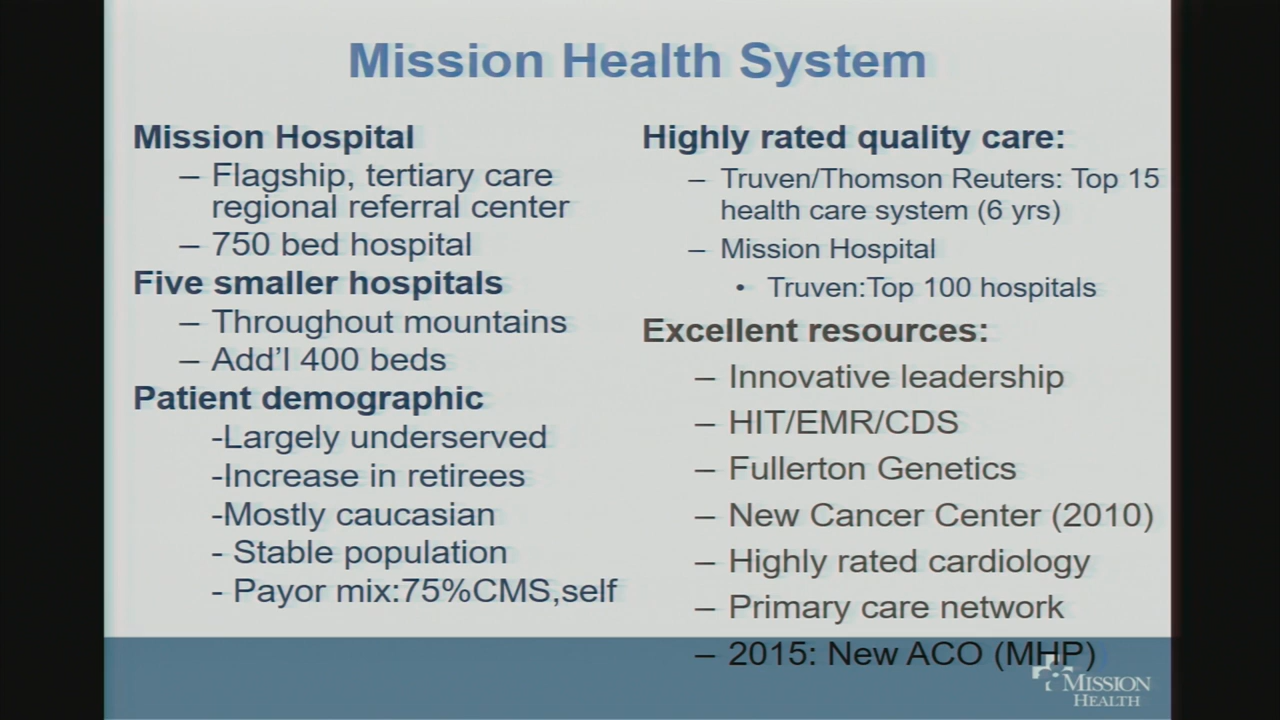 Mission Health System
Mission Hospital
– Flagship, tertiary care
regional referral center
– 750 bed hospital
Five smaller hospitals
– Throughout mountains
– Add’l 400 beds
Patient demographic
-Largely underserved
-Increase in retirees
-Mostly caucasian
- Stable population
- Payor mix:75%CMS,self
Highly rated quality care:
– Truven/Thomson Reuters: Top 15
health care system (6 yrs)
– Mission Hospital
• Truven:Top 100 hospitals
Excellent resources:
– Innovative leadership
– HIT/EMR/CDS
– Fullerton Genetics
– New Cancer Center (2010)
– Highly rated cardiology
– Primary care network
– 2015: New ACO (MHP)
MISSION
HEALTH